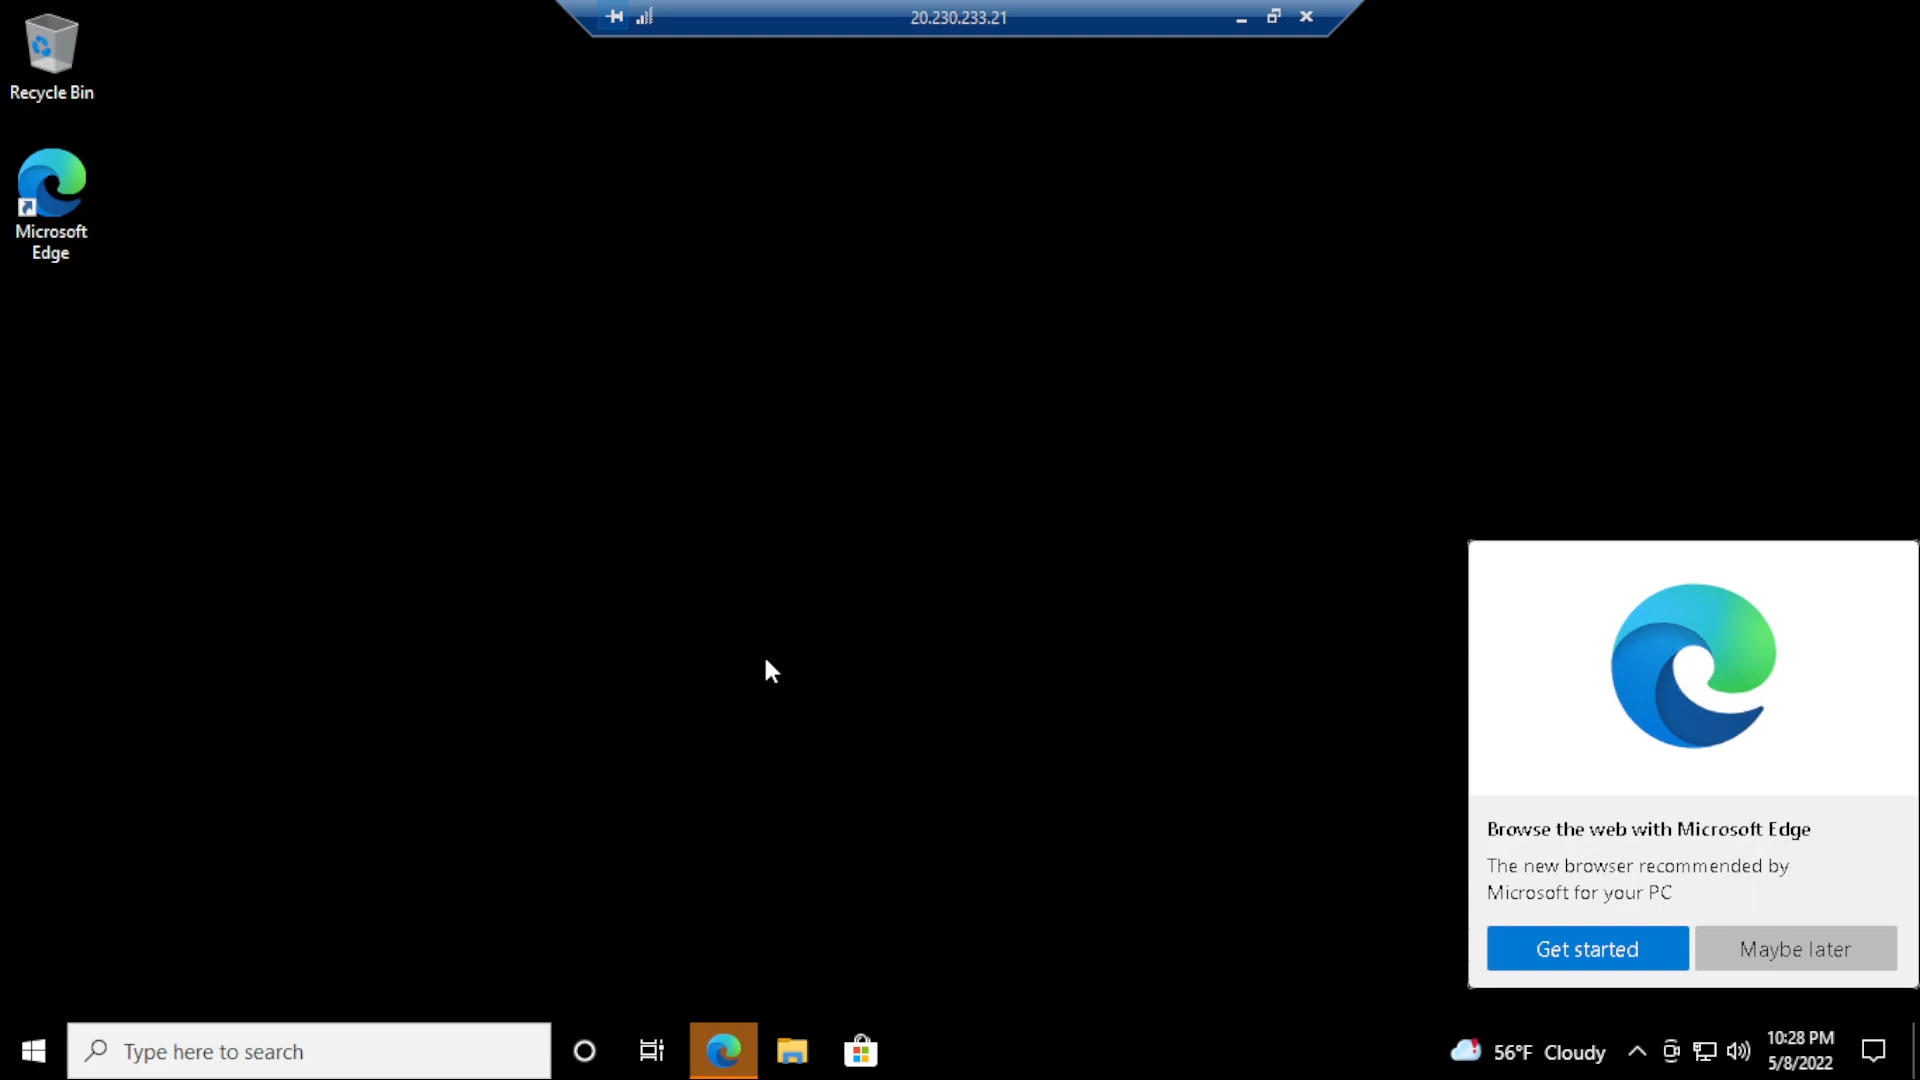 20.230.233.21
Recycle Bin
Microsoft
Edge
Browse the web with Microsoft Edge
The new browser recommended by
Microsoft for your PC
Get started
Maybe later
Type here to search
56°F Cloudy
10:28 PM
5/8/2022